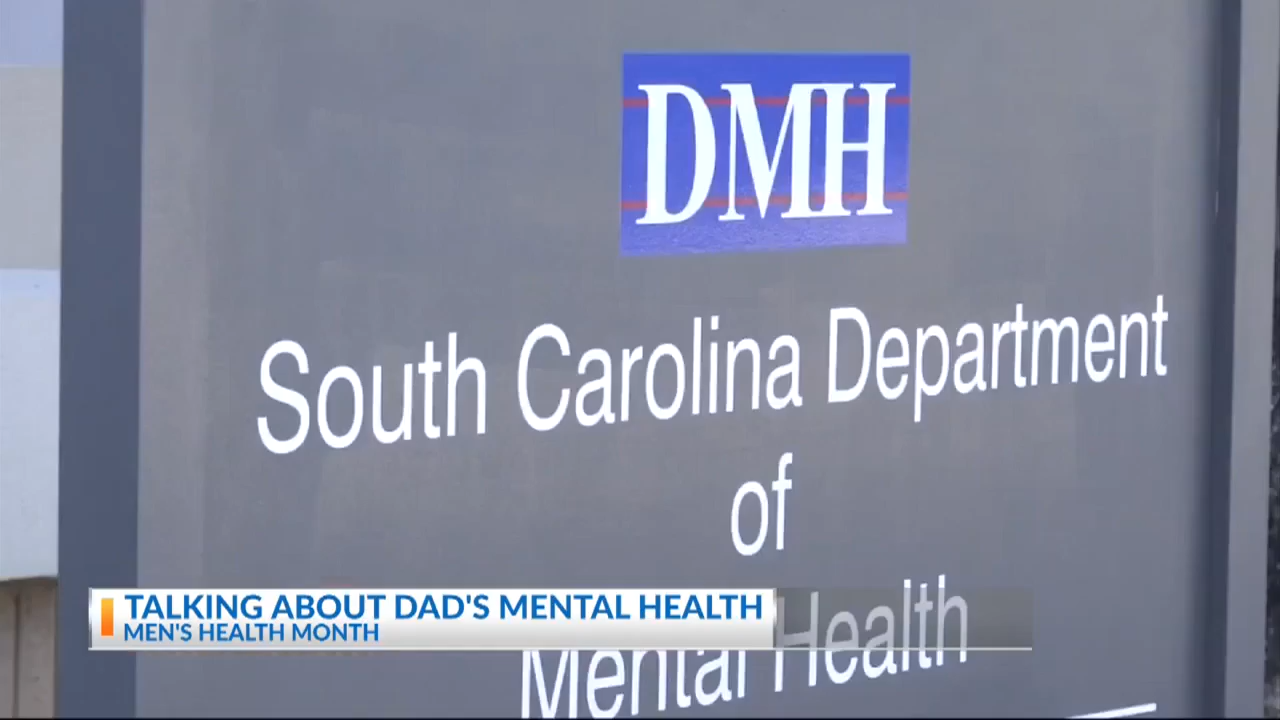 DMH
South Carolina Department
of
Mental Health
TALKING ABOUT DAD'S MENTAL HEALTH
MEN'S HEALTH MONTH